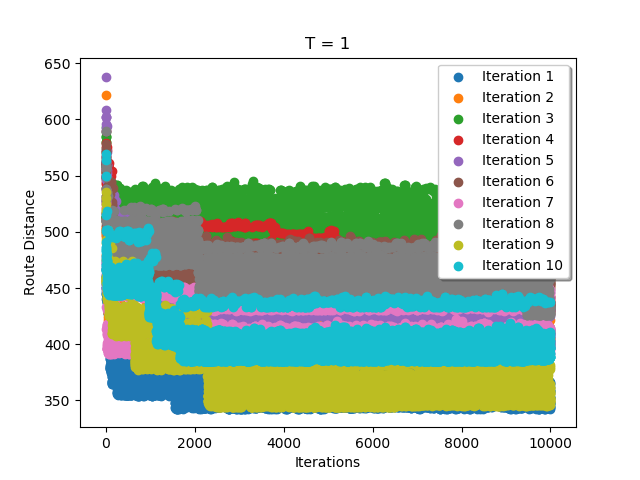 T = 1
650
600
550
500
450
400
350
Route Distance
0
2000
4000
6000
8000
10000
Iterations
Iteration 1
Iteration 2
Iteration 3
Iteration 4
Iteration 5
Iteration 6
Iteration 7
Iteration 8
Iteration 9
Iteration 10